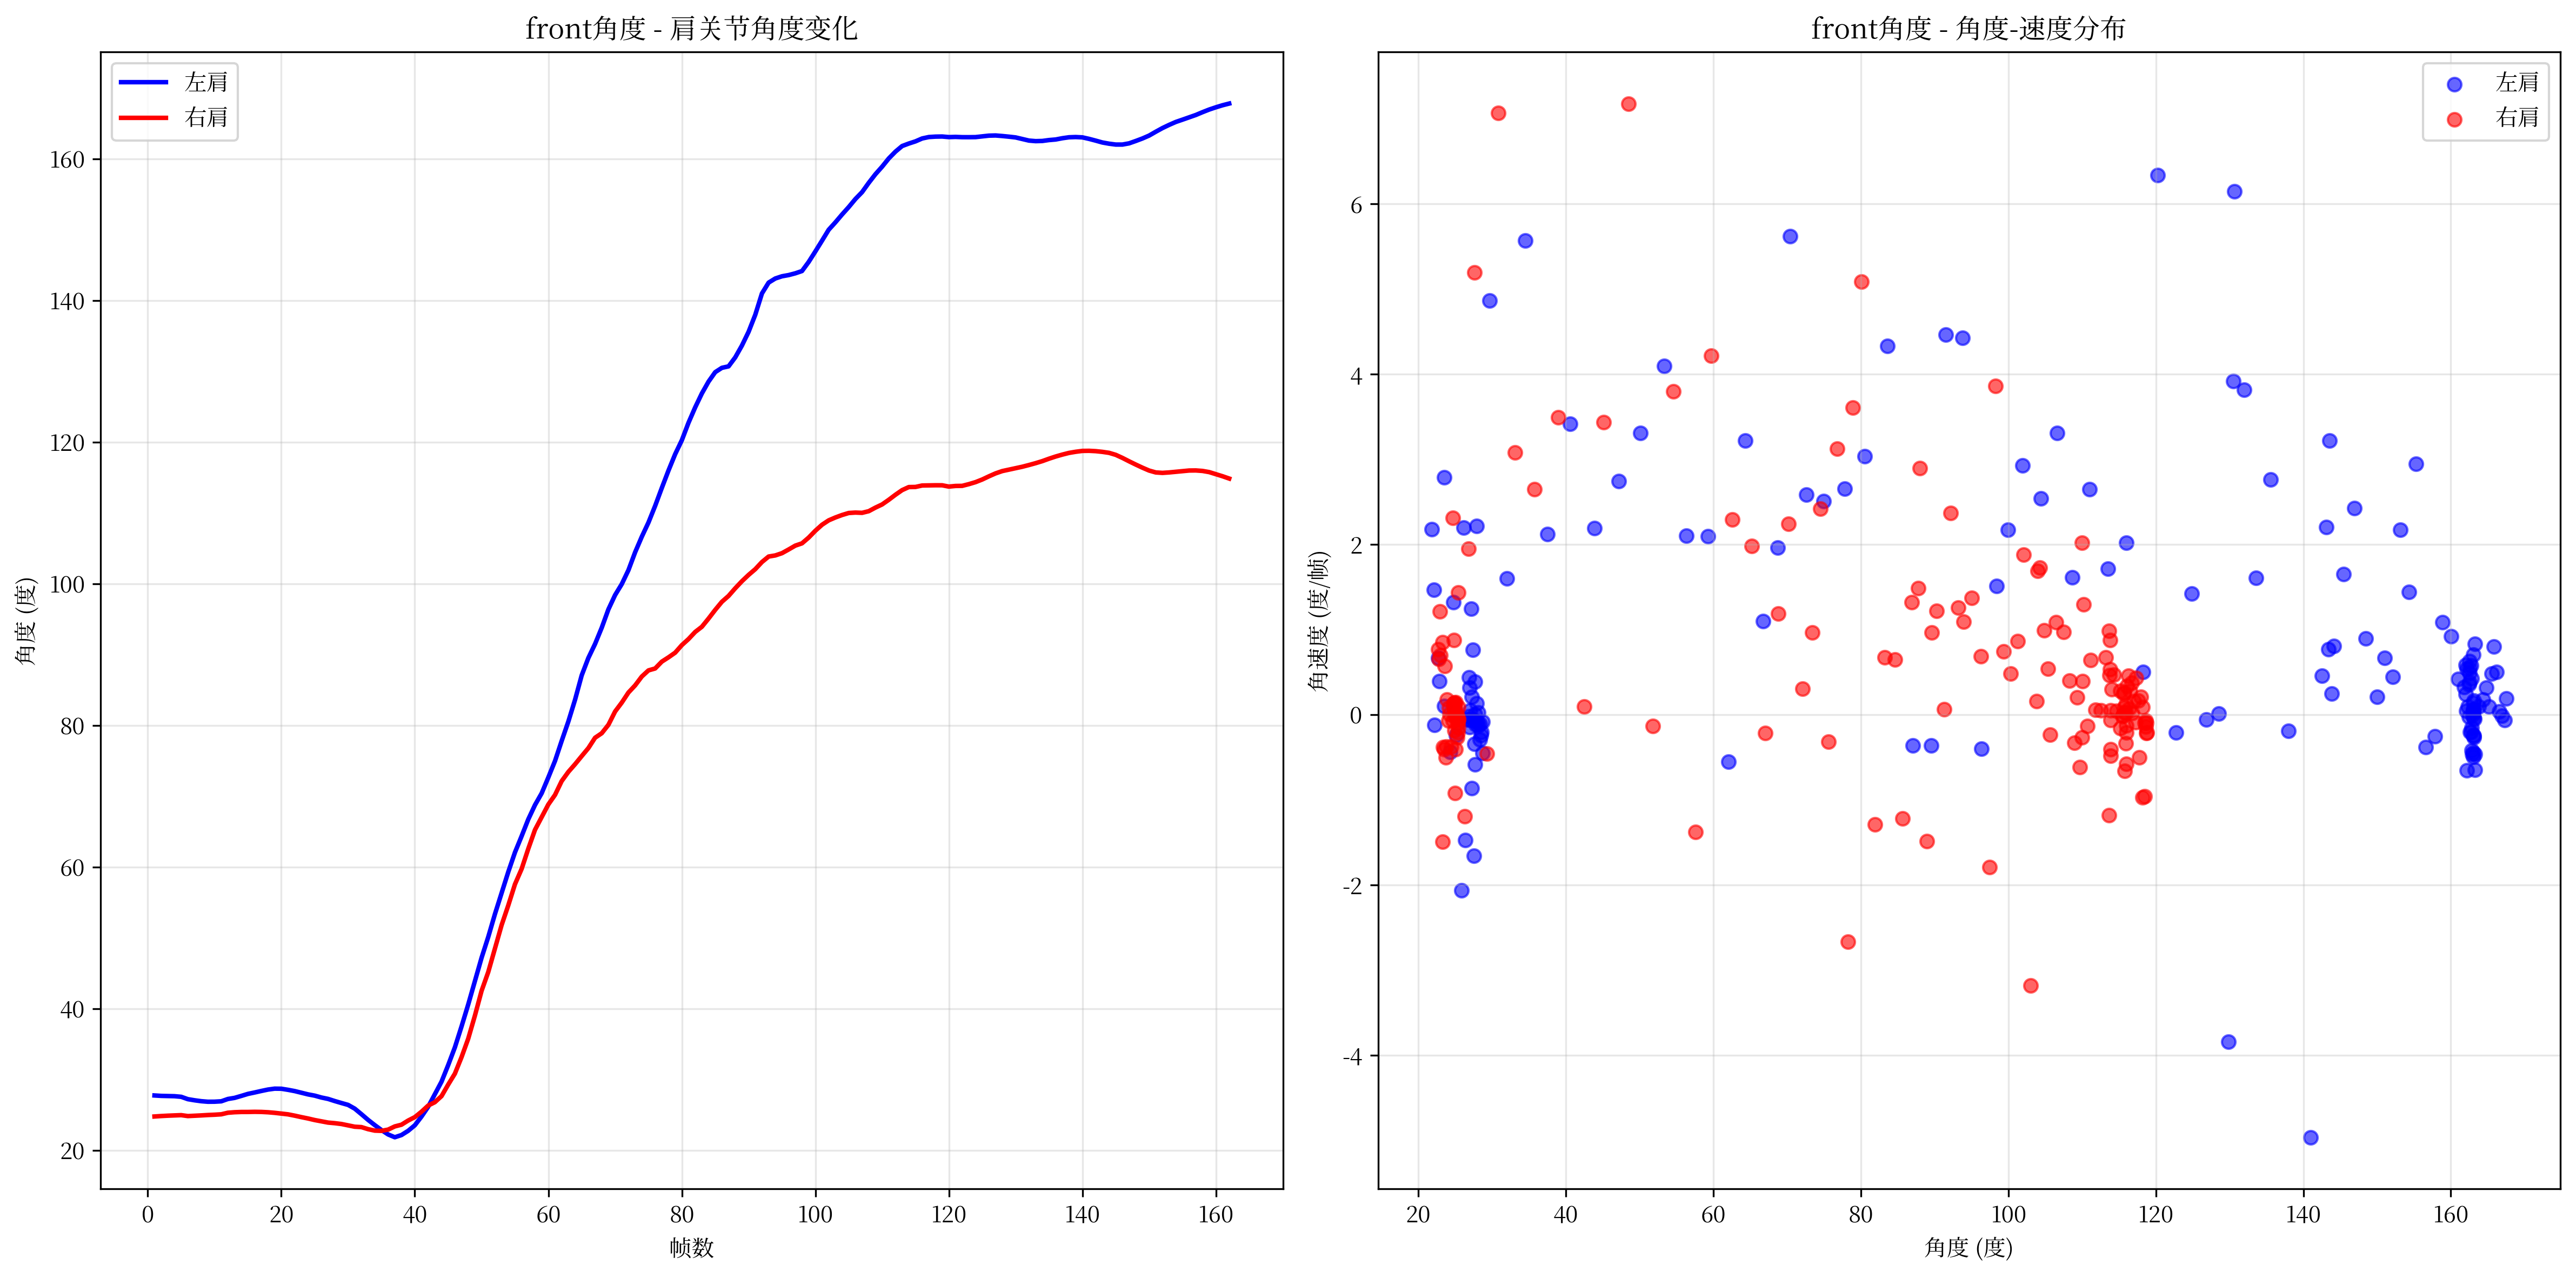 front角度 - 肩关节角度变化
左肩
右肩
角度 (度)
160
140
120
100
80
60
40
20
0 20 40 60 80 100 120 140 160
帧数
front角度 - 角度-速度分布
左肩
右肩
角速度 (度/帧)
6
4
2
0
-2
-4
20 40 60 80 100 120 140 160
角度 (度)